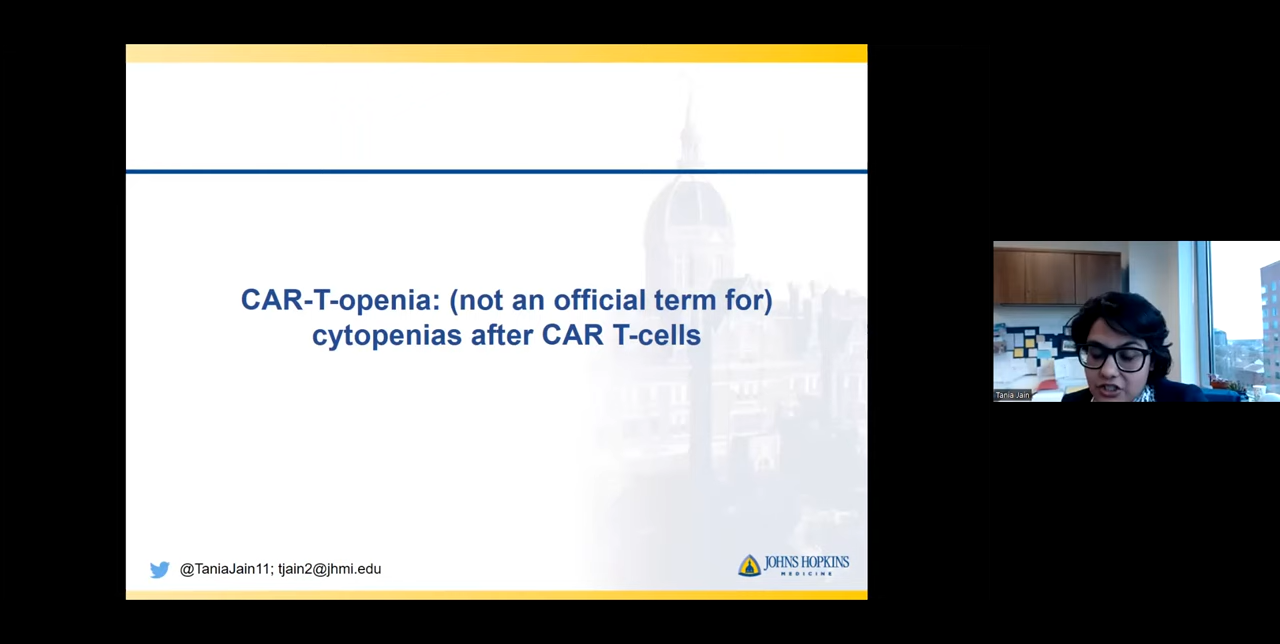 CAR-T-openia: (not an official term for)
cytopenias after CAR T-cells
@TaniaJain11; tjain2@jhmi.edu
JOHNS HOPKINS
MEDICINE
Tania Jain